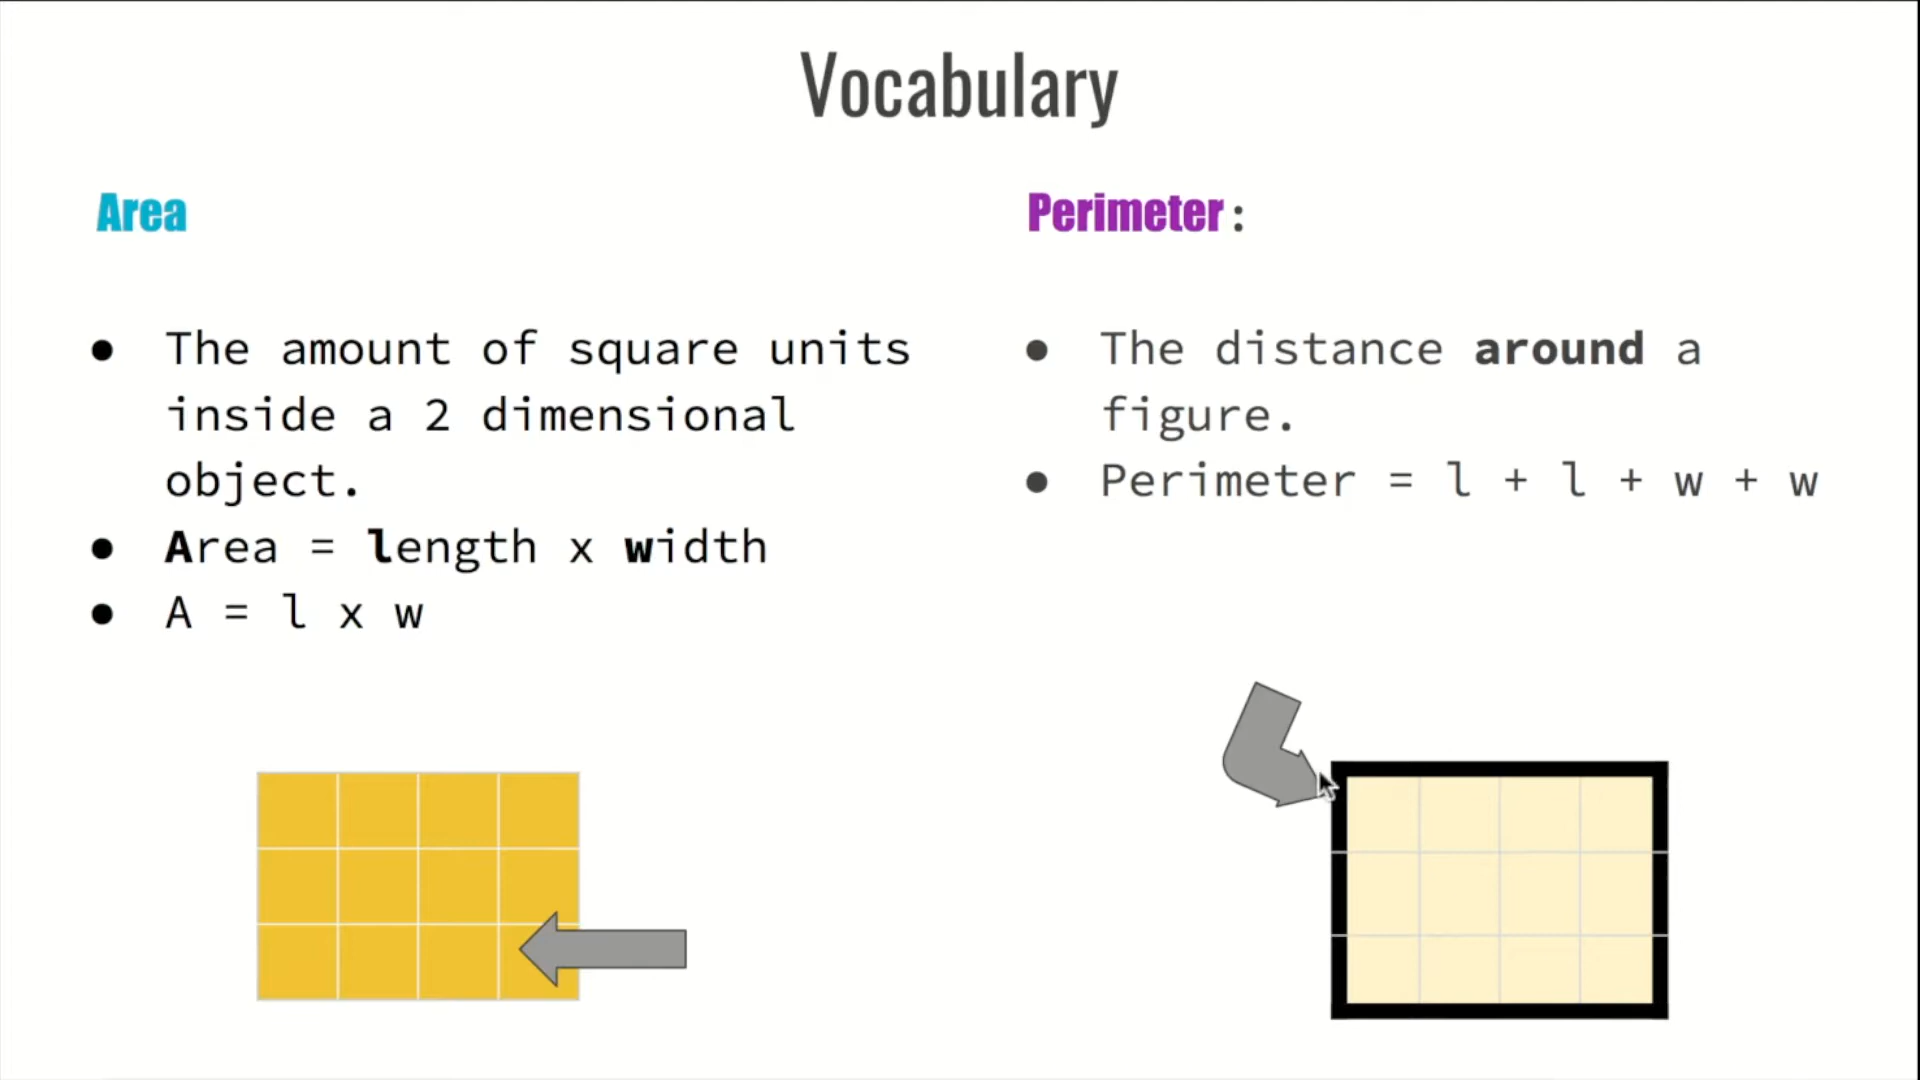 Vocabulary
Area
● The amount of square units
inside a 2 dimensional
object.
● Area = length x width
● A = l x w
Perimeter:
● The distance around a
figure.
● Perimeter = l + l + w + w